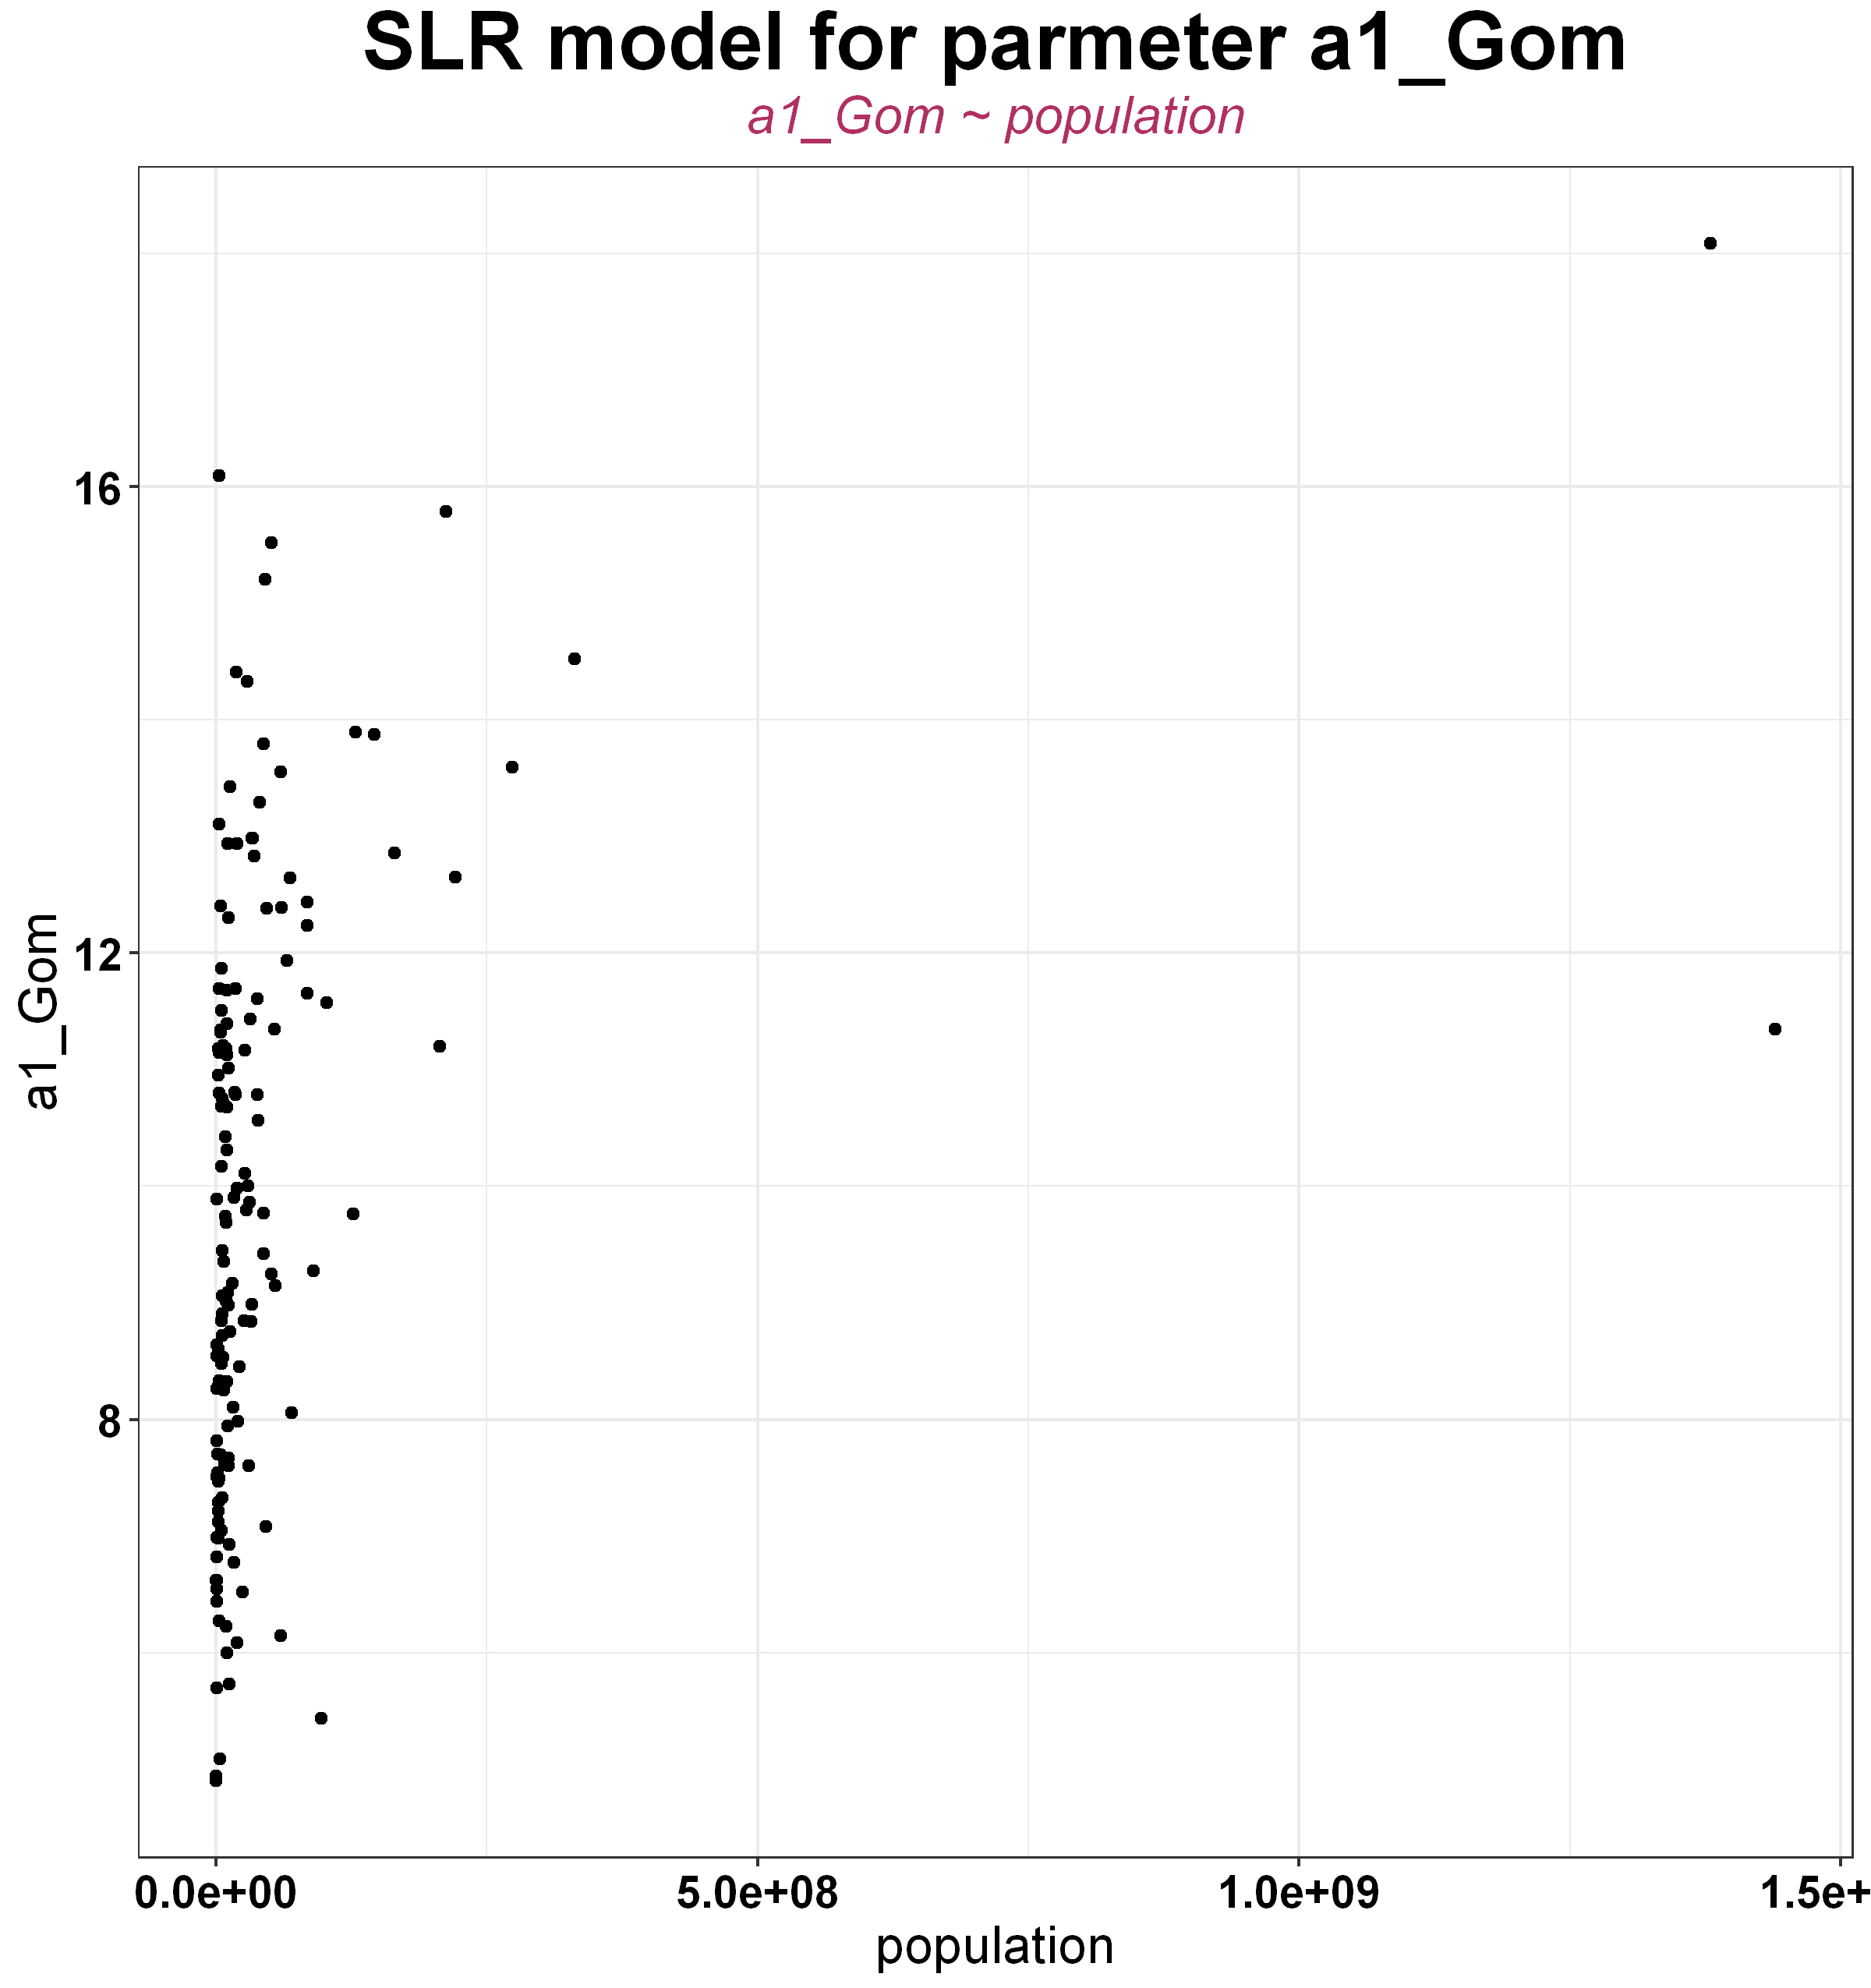 SLR model for parmeter a1_Gom
a1_Gom ~ population
16
12
8
a1_Gom
0.0e+00 5.0e+08 1.0e+09 1.5e+
population